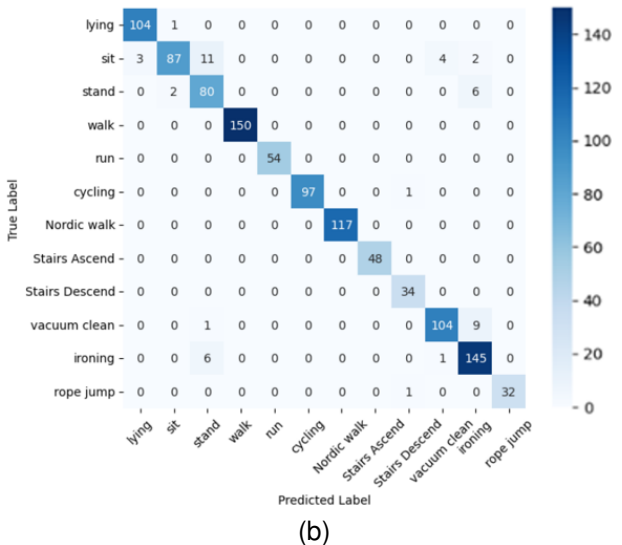 lying 104 1 0 0 0 0 0 0 0 0 0 0
sit 3 87 11 0 0 0 0 0 0 4 2 0
stand 0 2 80 0 0 0 0 0 0 0 6 0
walk 0 0 0 150 0 0 0 0 0 0 0 0
run 0 0 0 0 54 0 0 0 0 0 0 0
cycling 0 0 0 0 0 97 0 0 1 0 0 0
Nordic walk 0 0 0 0 0 0 117 0 0 0 0 0
Stairs Ascend 0 0 0 0 0 0 0 48 0 0 0 0
Stairs Descend 0 0 0 0 0 0 0 0 34 0 0 0
vacuum clean 0 0 1 0 0 0 0 0 0 104 9 0
ironing 0 0 6 0 0 0 0 0 0 1 145 0
rope jump 0 0 0 0 0 0 0 0 1 0 0 32
True Label
lying sit stand walk run cycling Nordic walk Stairs Ascend Stairs Descend vacuum clean ironing rope jump
Predicted Label
140
120
100
80
60
40
20
0
(b)